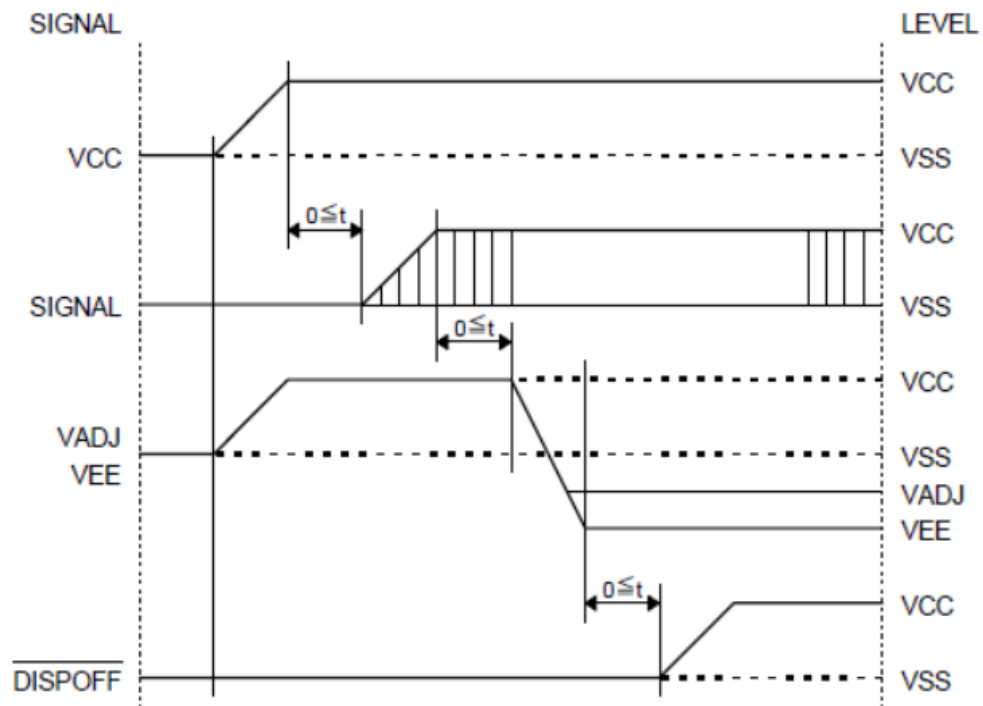 SIGNAL LEVEL
VCC
VCC VSS
0≦t
VCC
SIGNAL VSS
0≦t
VCC
VADJ
VEE
VSS
VADJ
VEE
0≦t
VCC
DISPOFF VSS